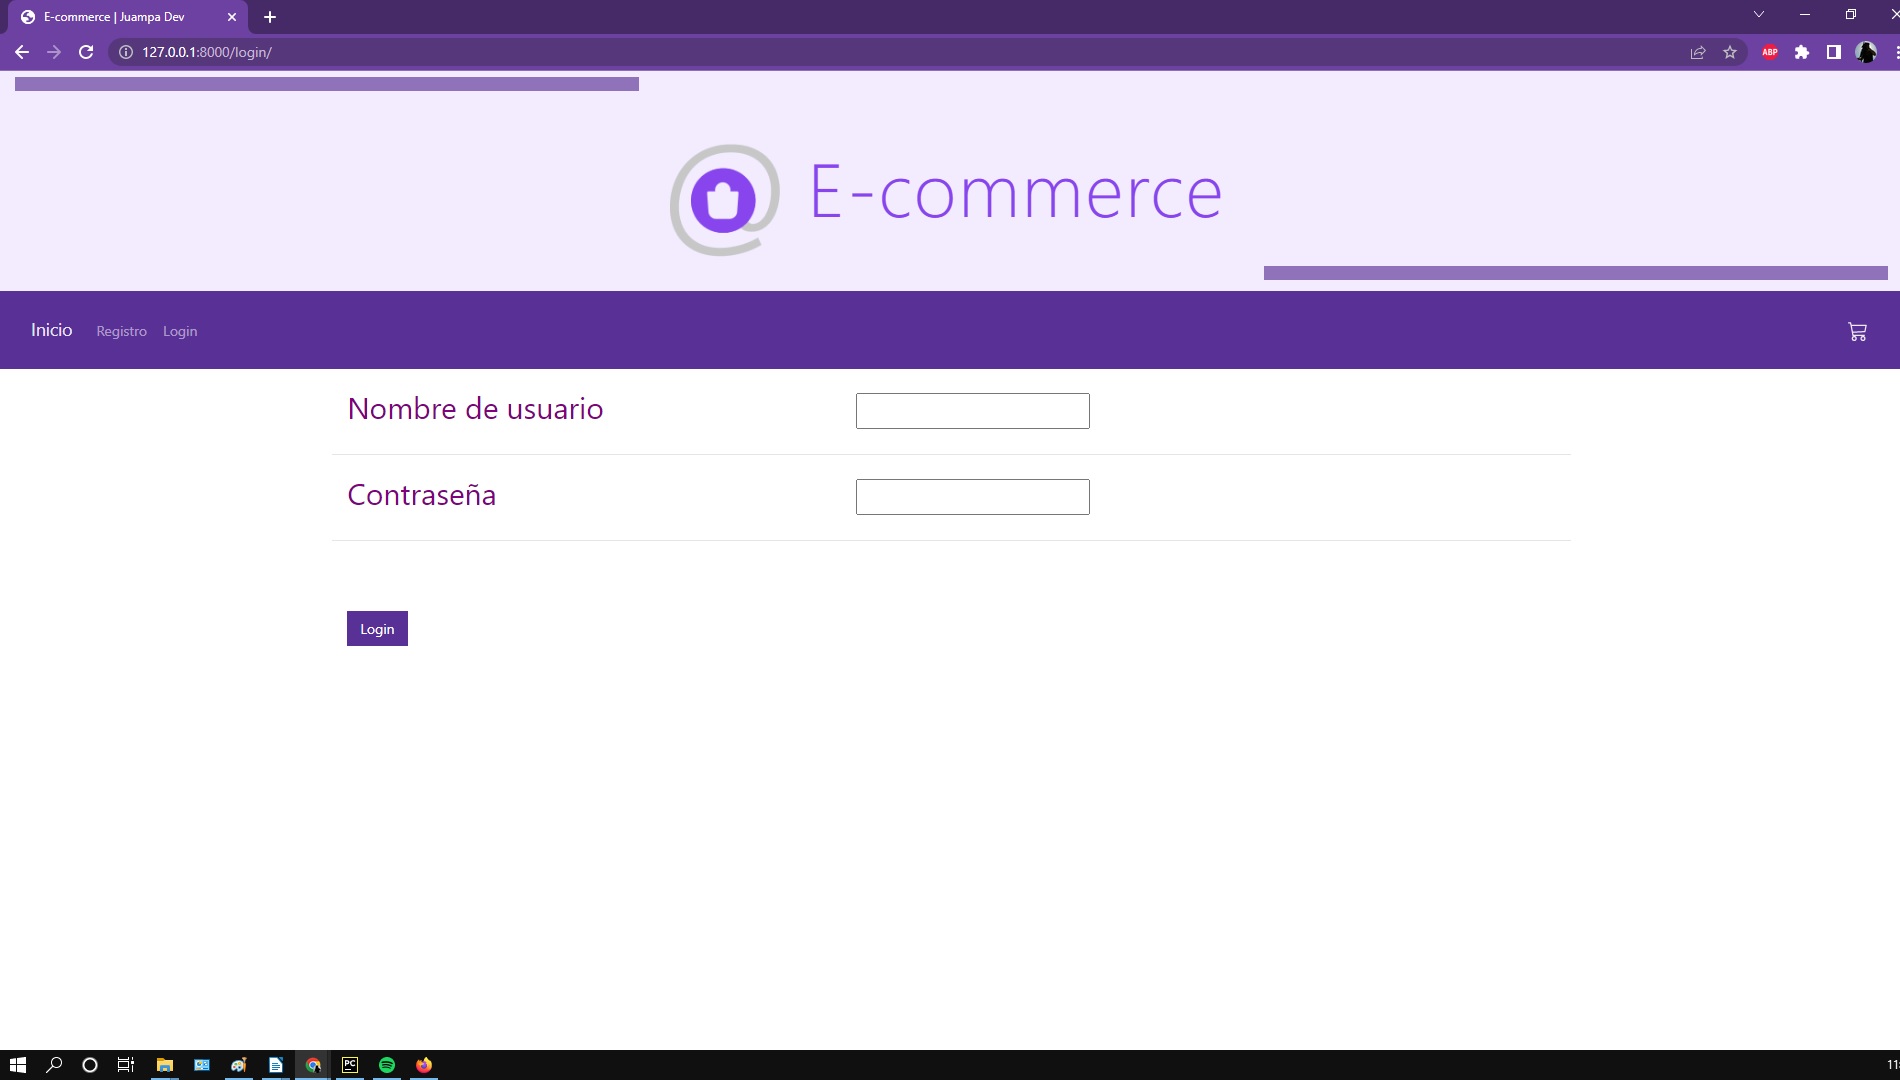 E-commerce | Juampa Dev
127.0.0.1:8000/login/
ABP
E-commerce
Inicio Registro Login
Nombre de usuario
Contraseña
Login
PC